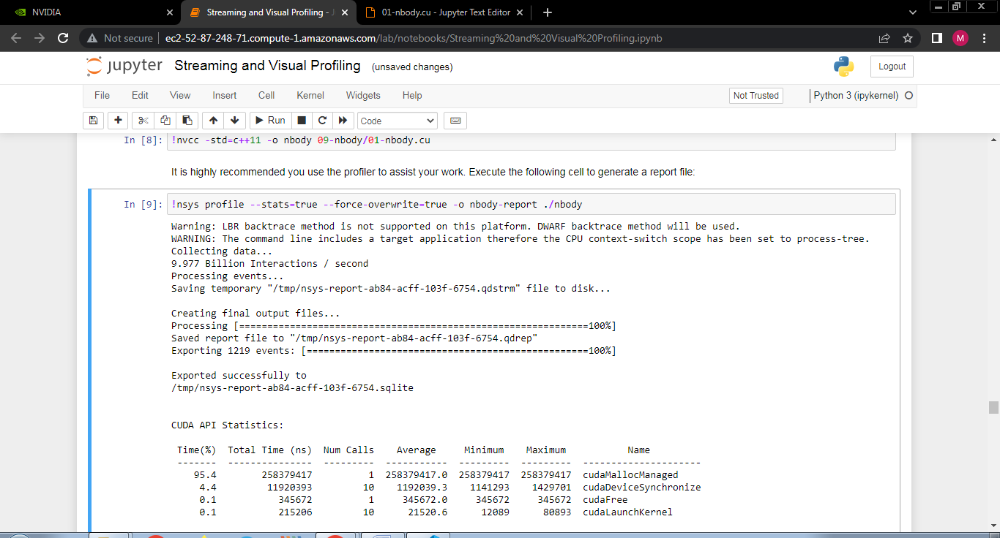 NVIDIA
Streaming and Visual Profiling - J
01-nbody.cu - Jupyter Text Editor
Not secure
ec2-52-87-248-71.compute-1.amazonaws.com/lab/notebooks/Streaming%20and%20Visual%20Profiling.ipynb
M
jupyter Streaming and Visual Profiling (unsaved changes)
Logout
File Edit View Insert Cell Kernel Widgets Help
Not Trusted
Python 3 (ipykernel)
Run
Code
In [8]: !nvcc -std=c++11 -o nbody 09-nbody/01-nbody.cu
It is highly recommended you use the profiler to assist your work. Execute the following cell to generate a report file:
In [9]: !nsys profile --stats=true --force-overwrite=true -o nbody-report ./nbody
Warning: LBR backtrace method is not supported on this platform. DWARF backtrace method will be used.
WARNING: The command line includes a target application therefore the CPU context-switch scope has been set to process-tree.
Collecting data...
9.977 Billion Interactions / second
Processing events...
Saving temporary "/tmp/nsys-report-ab84-acff-103f-6754.qdstrm" file to disk...
Creating final output files...
Processing [==============================================================100%]
Saved report file to "/tmp/nsys-report-ab84-acff-103f-6754.qdrep"
Exporting 1219 events: [==================================================100%]
Exported successfully to
/tmp/nsys-report-ab84-acff-103f-6754.sqlite
CUDA API Statistics:
Time(%) Total Time (ns) Num Calls Average Minimum Maximum Name
------- --------------- --------- ----------- --------- --------- ---------------------
95.4 258379417 1 258379417.0 258379417 258379417 cudaMallocManaged
4.4 11920393 10 1192039.3 1141293 1429701 cudaDeviceSynchronize
0.1 345672 1 345672.0 345672 345672 cudaFree
0.1 215206 10 21520.6 12089 80893 cudaLaunchKernel